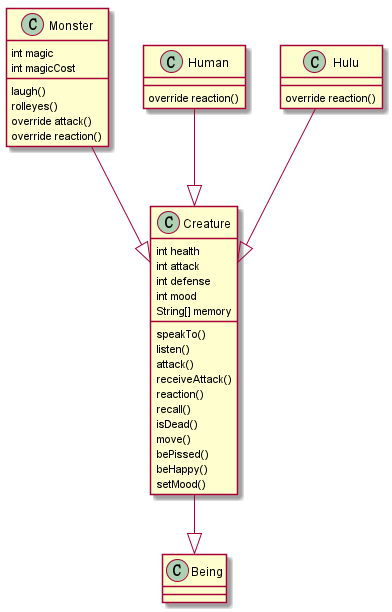 C Monster
int magic
int magicCost
laugh()
rolleyes()
override attack()
override reaction()
C Human
override reaction()
C Hulu
override reaction()
C Creature
int health
int attack
int defense
int mood
String[] memory
speakTo()
listen()
attack()
receiveAttack()
reaction()
recall()
isDead()
move()
bePissed()
beHappy()
setMood()
C Being